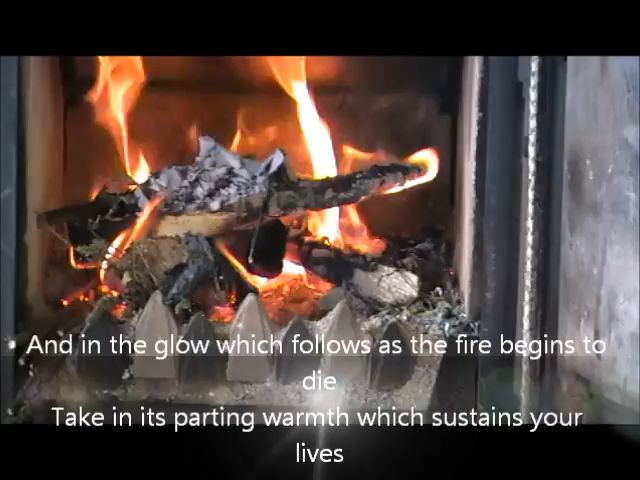 And in the glow which follows as the fire begins to
die
Take in its parting warmth which sustains your
lives